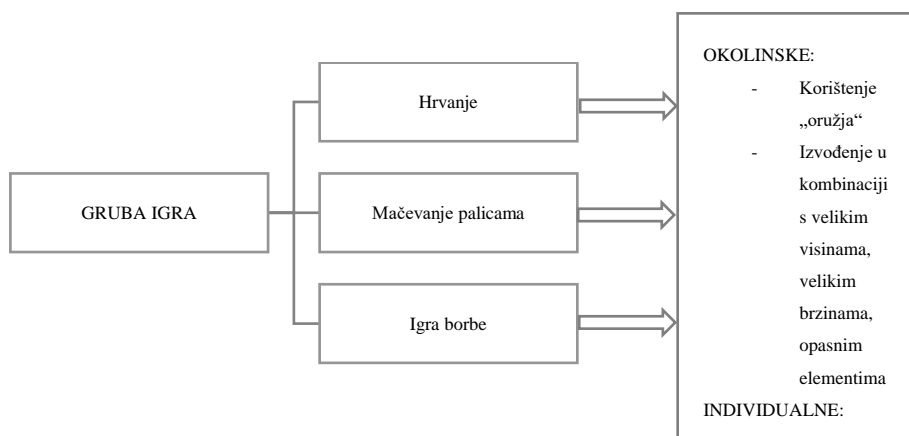 GRUBA IGRA
Hrvanje
Mačevanje palicama
Igra borbe
OKOLINSKE:
- Korištenje
„oružja“
- Izvođenje u
kombinaciji
s velikim
visinama,
velikim
brzinama,
opasnim
elementima
INDIVIDUALNE: